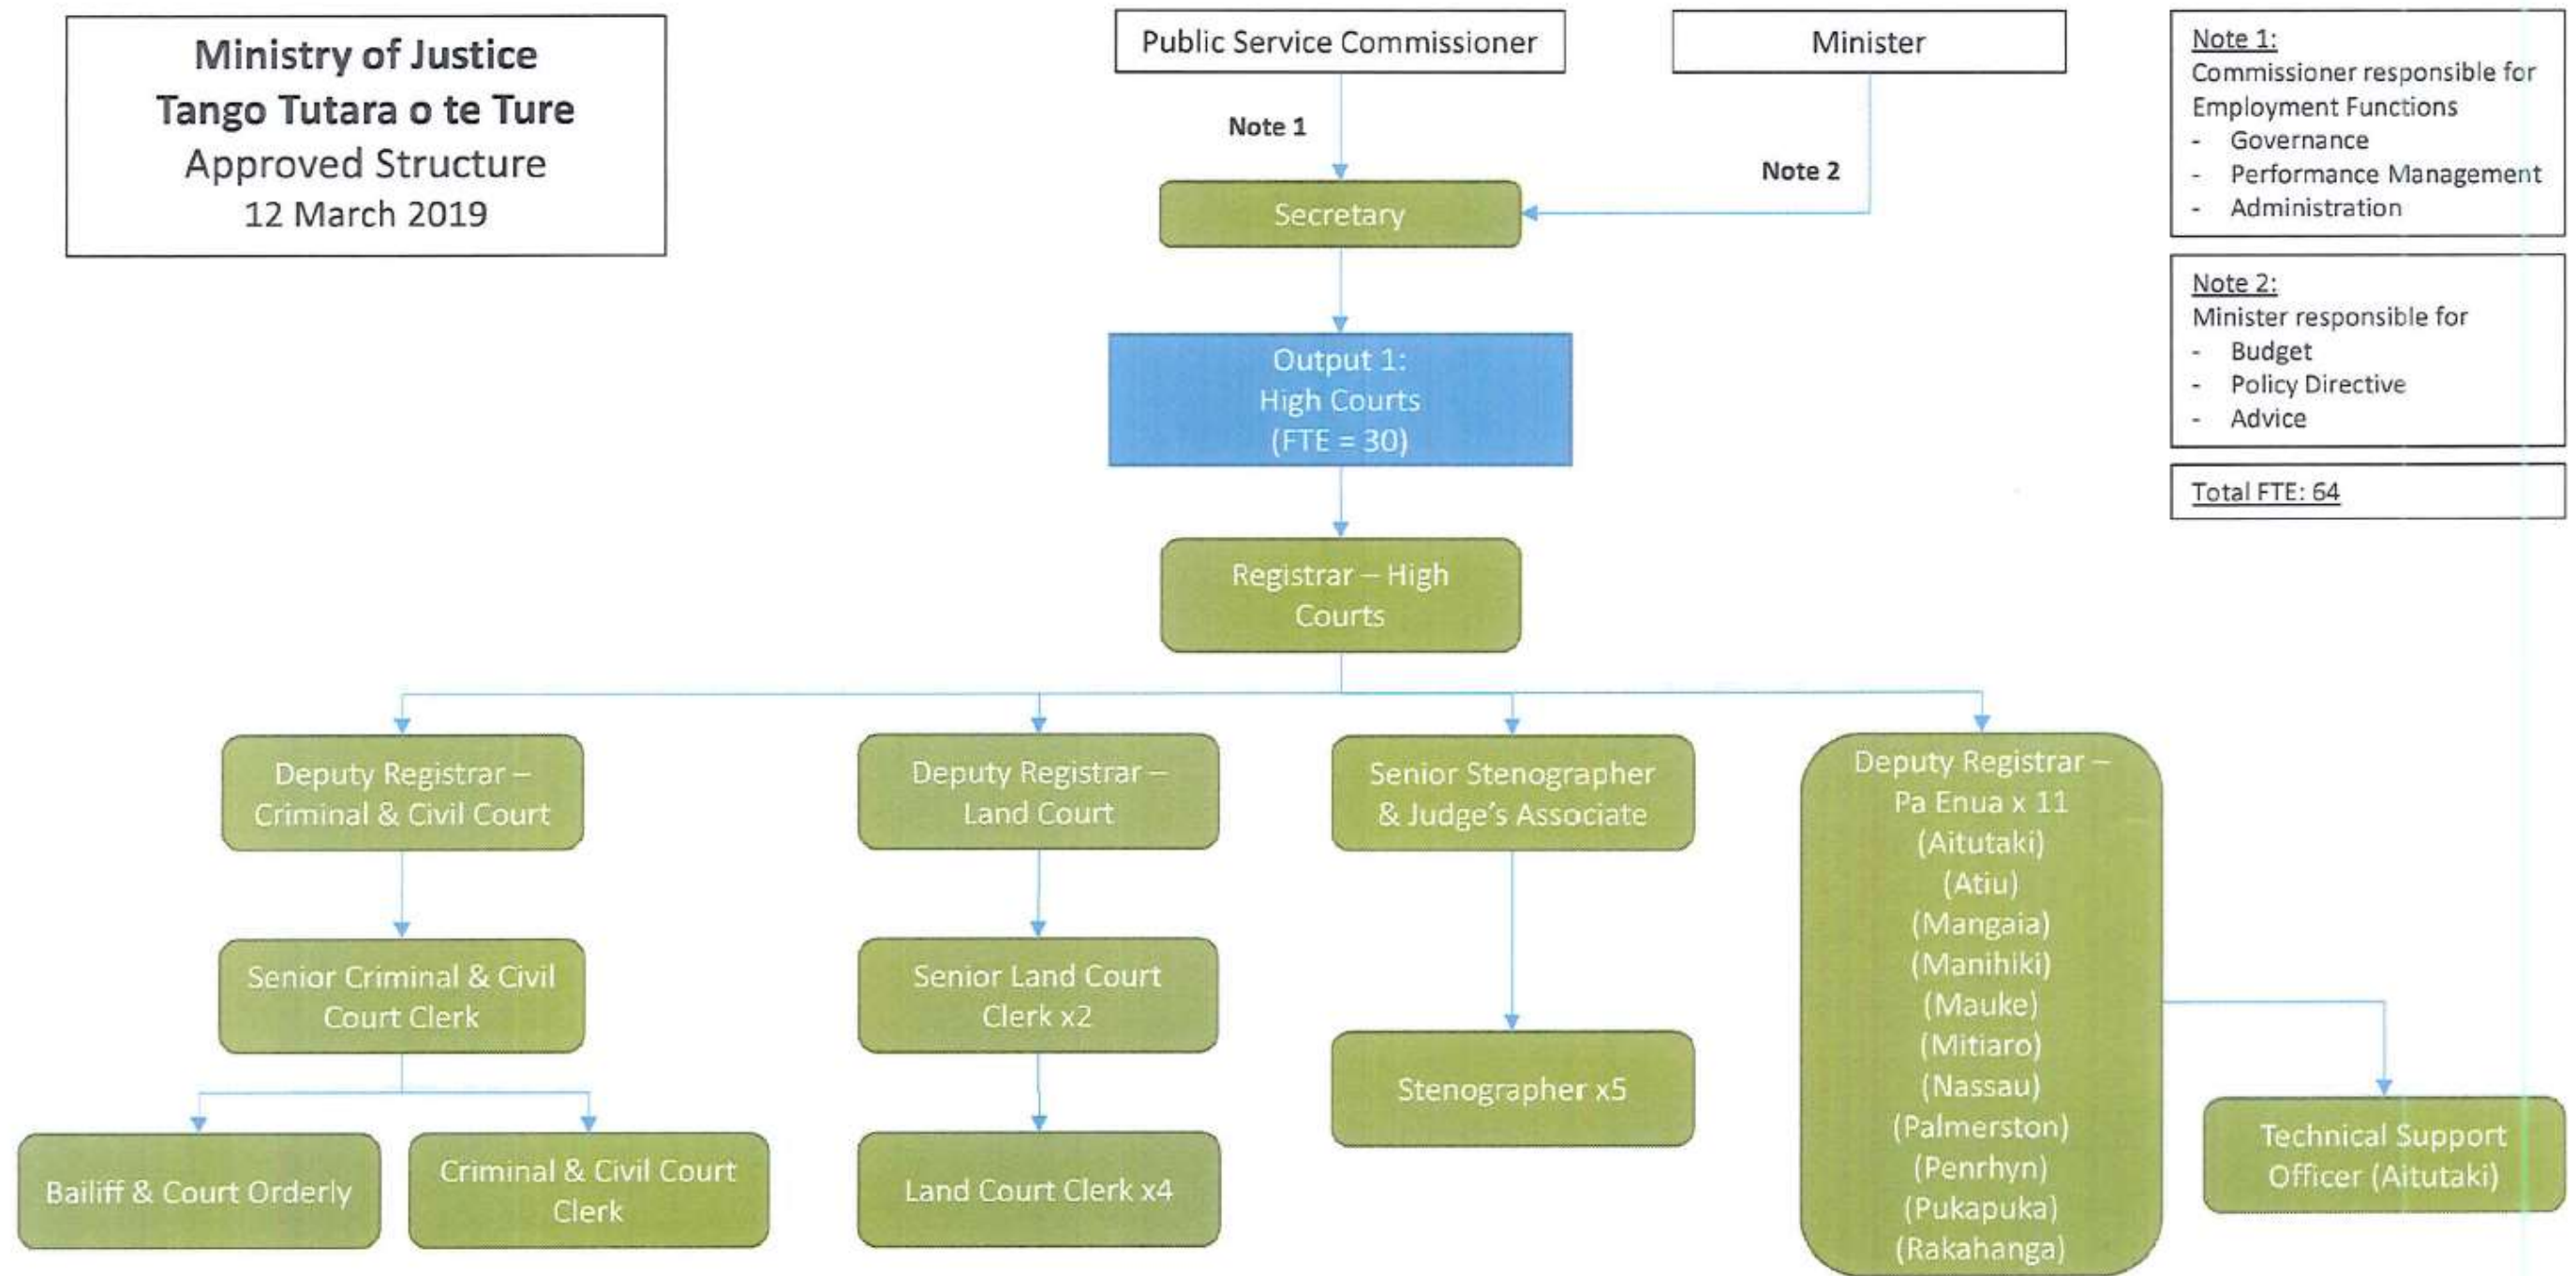 Ministry of Justice
Tango Tutara o te Ture
Approved Structure
12 March 2019
Public Service Commissioner
Minister
Note 1:
Commissioner responsible for
Employment Functions
- Governance
- Performance Management
- Administration
Note 1
Note 2
Secretary
Note 2:
Minister responsible for
- Budget
- Policy Directive
- Advice
Output 1:
High Courts
(FTE = 30)
Total FTE: 64
Registrar – High
Courts
Deputy Registrar –
Criminal & Civil Court
Deputy Registrar –
Land Court
Senior Stenographer
& Judge's Associate
Deputy Registrar –
Pa Enua x 11
(Aitutaki)
(Atiu)
(Mangaia)
(Manihiki)
(Mauke)
(Mitiaro)
(Nassau)
(Palmerston)
(Penrhyn)
(Pukapuka)
(Rakahanga)
Senior Criminal & Civil
Court Clerk
Senior Land Court
Clerk x2
Stenographer x5
Technical Support
Officer (Aitutaki)
Bailiff & Court Orderly
Criminal & Civil Court
Clerk
Land Court Clerk x4